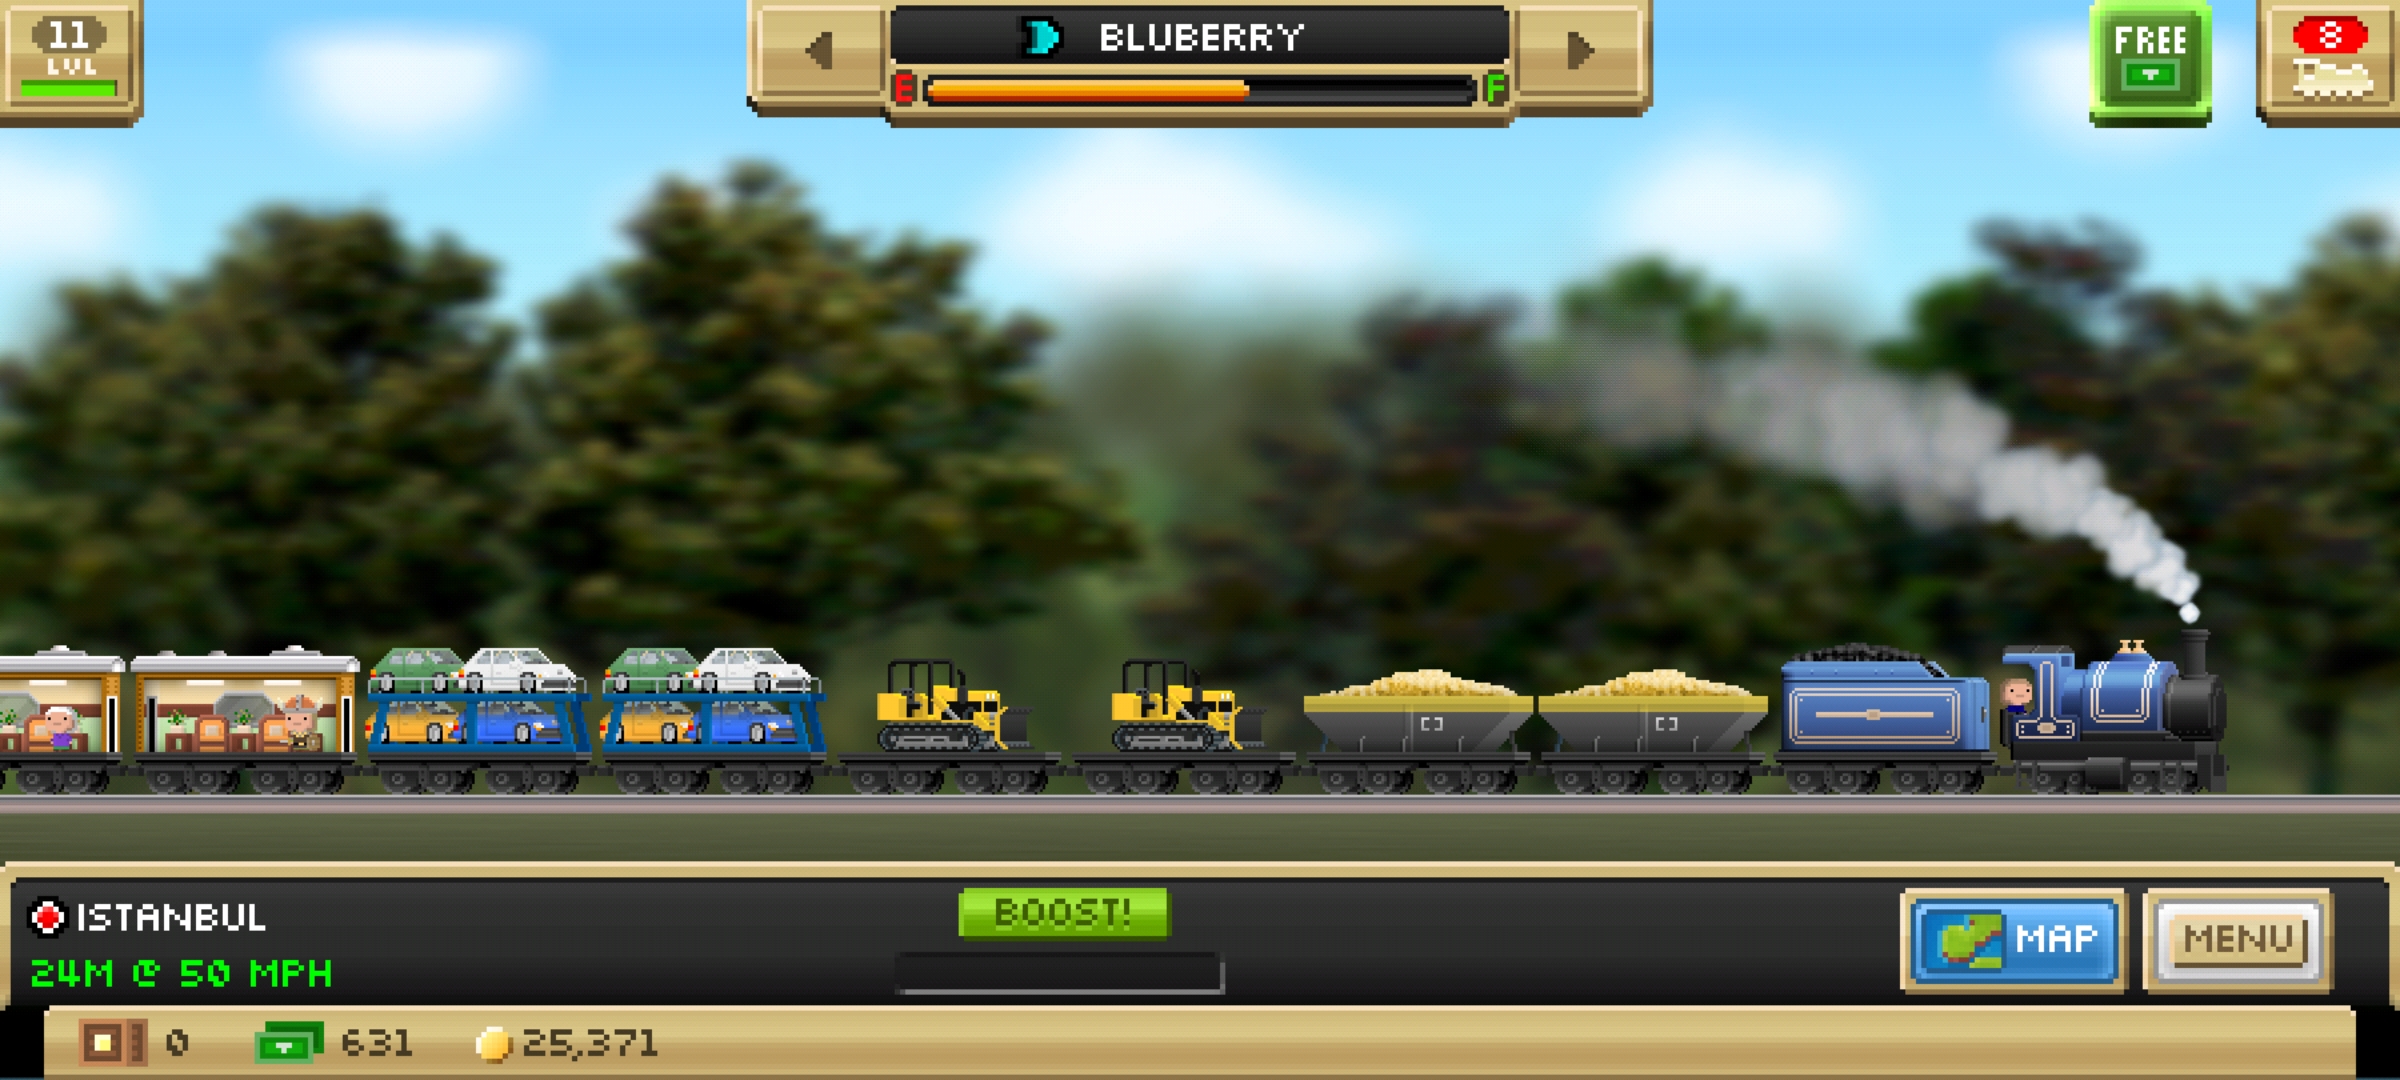 11
LVL
BLUBERRY
E F
FREE
8
ISTANBUL
24M @ 50 MPH
BOOST!
MAP
MENU
0
631
25,371